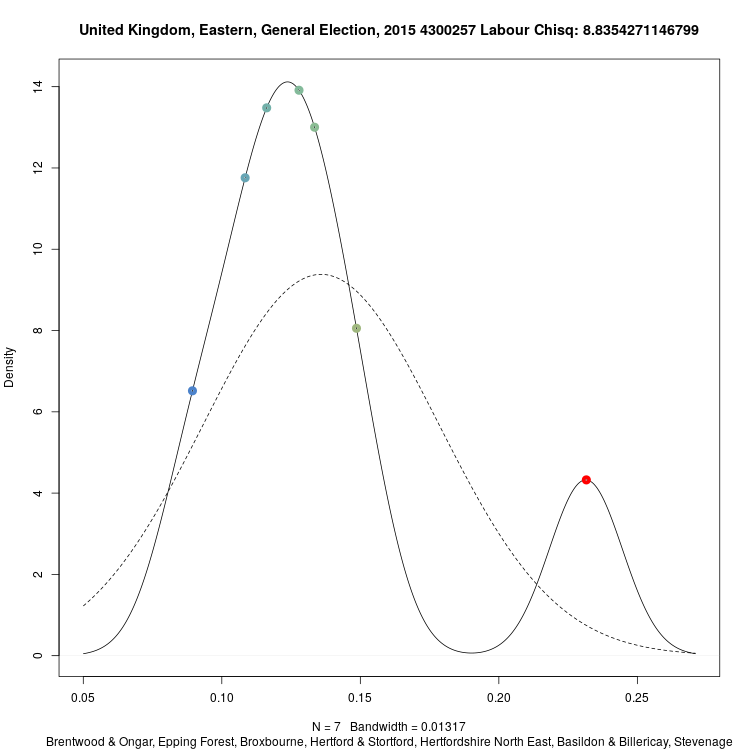 United Kingdom, Eastern, General Election, 2015 4300257 Labour Chisq: 8.8354271146799
14
12
10
8
6
4
2
0
Density
0.05 0.10 0.15 0.20 0.25
N = 7 Bandwidth = 0.01317
Brentwood & Ongar, Epping Forest, Broxbourne, Hertford & Stortford, Hertfordshire North East, Basildon & Billericay, Stevenage